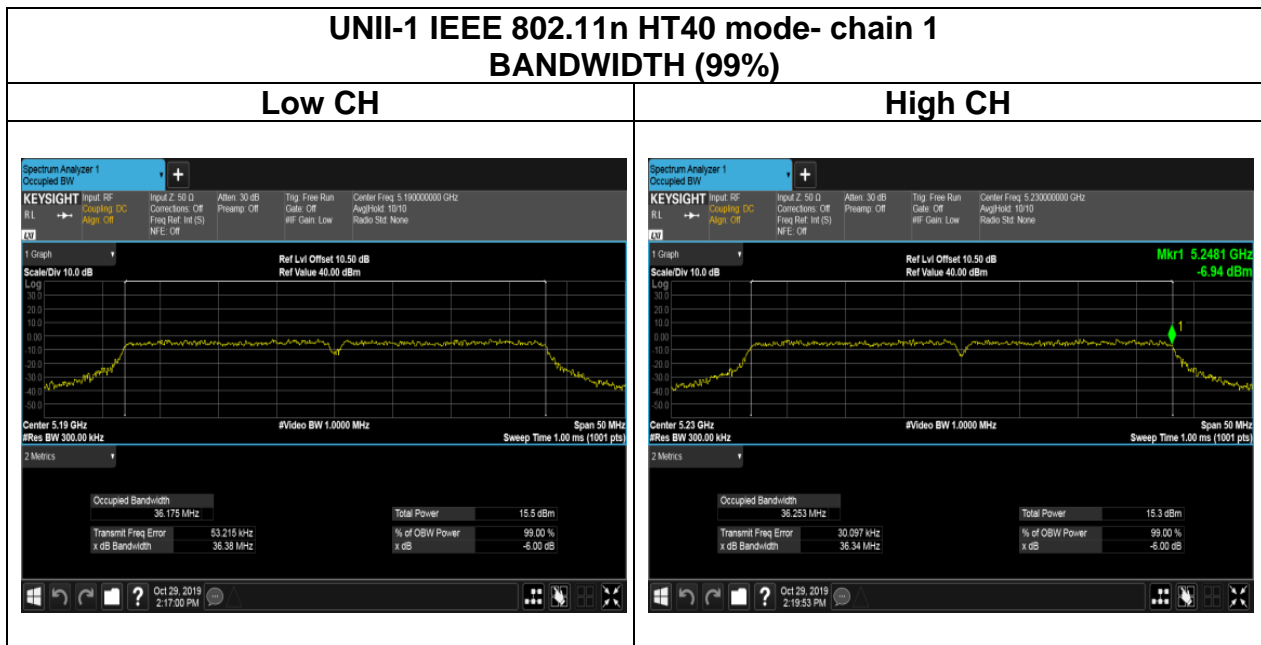 UNII-1 IEEE 802.11n HT40 mode- chain 1
BANDWIDTH (99%)
Low CH
High CH
Spectrum Analyzer 1
Occupied BW
KEYSIGHT
RL
LXI
Input: RF
Coupling: DC
Align: Off
Input Z: 50 Ω
Corrections: Off
Freq Ref: Int (S)
NFE: Off
Atten: 30 dB
Preamp: Off
Trig: Free Run
Gate: Off
#IF Gain: Low
Center Freq: 5.190000000 GHz
Avg|Hold: 10/10
Radio Std: None
1 Graph
Scale/Div 10.0 dB
Ref Lvl Offset 10.50 dB
Ref Value 40.00 dBm
Log
30.0
20.0
10.0
0.00
-10.0
-20.0
-30.0
-40.0
-50.0
Center 5.19 GHz
#Res BW 300.00 kHz
#Video BW 1.0000 MHz
Span 50 MHz
Sweep Time 1.00 ms (1001 pts)
2 Metrics
Occupied Bandwidth
36.175 MHz
Total Power 15.5 dBm
Transmit Freq Error 53.215 kHz
% of OBW Power 99.00 %
x dB Bandwidth 36.38 MHz
x dB -6.00 dB
Oct 29, 2019
2:17:00 PM
Spectrum Analyzer 1
Occupied BW
KEYSIGHT
RL
LXI
Input: RF
Coupling: DC
Align: Off
Input Z: 50 Ω
Corrections: Off
Freq Ref: Int (S)
NFE: Off
Atten: 30 dB
Preamp: Off
Trig: Free Run
Gate: Off
#IF Gain: Low
Center Freq: 5.230000000 GHz
Avg|Hold: 10/10
Radio Std: None
1 Graph
Scale/Div 10.0 dB
Ref Lvl Offset 10.50 dB
Ref Value 40.00 dBm
Mkr1 5.2481 GHz
-6.94 dBm
Log
30.0
20.0
10.0
0.00
-10.0
-20.0
-30.0
-40.0
-50.0
1
Center 5.23 GHz
#Res BW 300.00 kHz
#Video BW 1.0000 MHz
Span 50 MHz
Sweep Time 1.00 ms (1001 pts)
2 Metrics
Occupied Bandwidth
36.253 MHz
Total Power 15.3 dBm
Transmit Freq Error 30.097 kHz
% of OBW Power 99.00 %
x dB Bandwidth 36.34 MHz
x dB -6.00 dB
Oct 29, 2019
2:19:53 PM